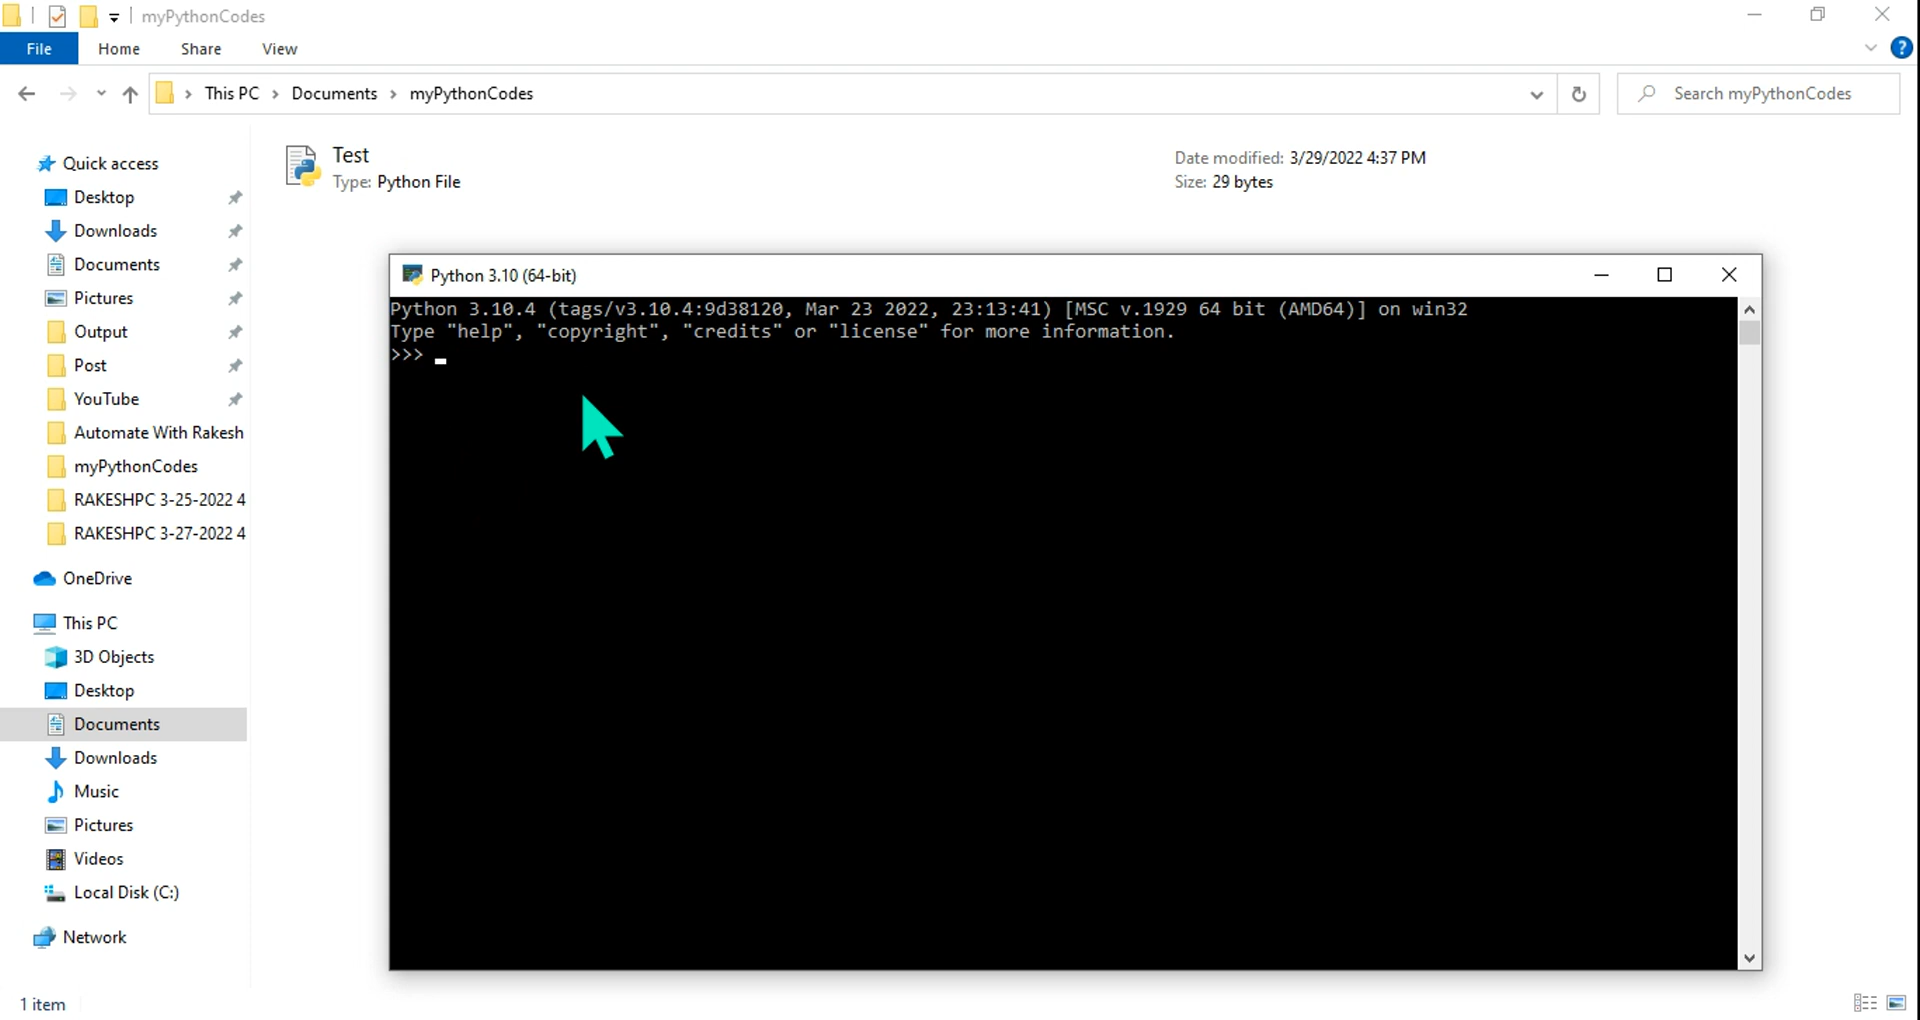 myPythonCodes
File Home Share View
This PC > Documents > myPythonCodes
Search myPythonCodes
Quick access
Desktop
Downloads
Documents
Pictures
Output
Post
YouTube
Automate With Rakesh
myPythonCodes
RAKESHPC 3-25-2022 4
RAKESHPC 3-27-2022 4
OneDrive
This PC
3D Objects
Desktop
Documents
Downloads
Music
Pictures
Videos
Local Disk (C:)
Network
Test
Type: Python File
Date modified: 3/29/2022 4:37 PM
Size: 29 bytes
Python 3.10 (64-bit)
Python 3.10.4 (tags/v3.10.4:9d38120, Mar 23 2022, 23:13:41) [MSC v.1929 64 bit (AMD64)] on win32
Type "help", "copyright", "credits" or "license" for more information.
>>>
1 item